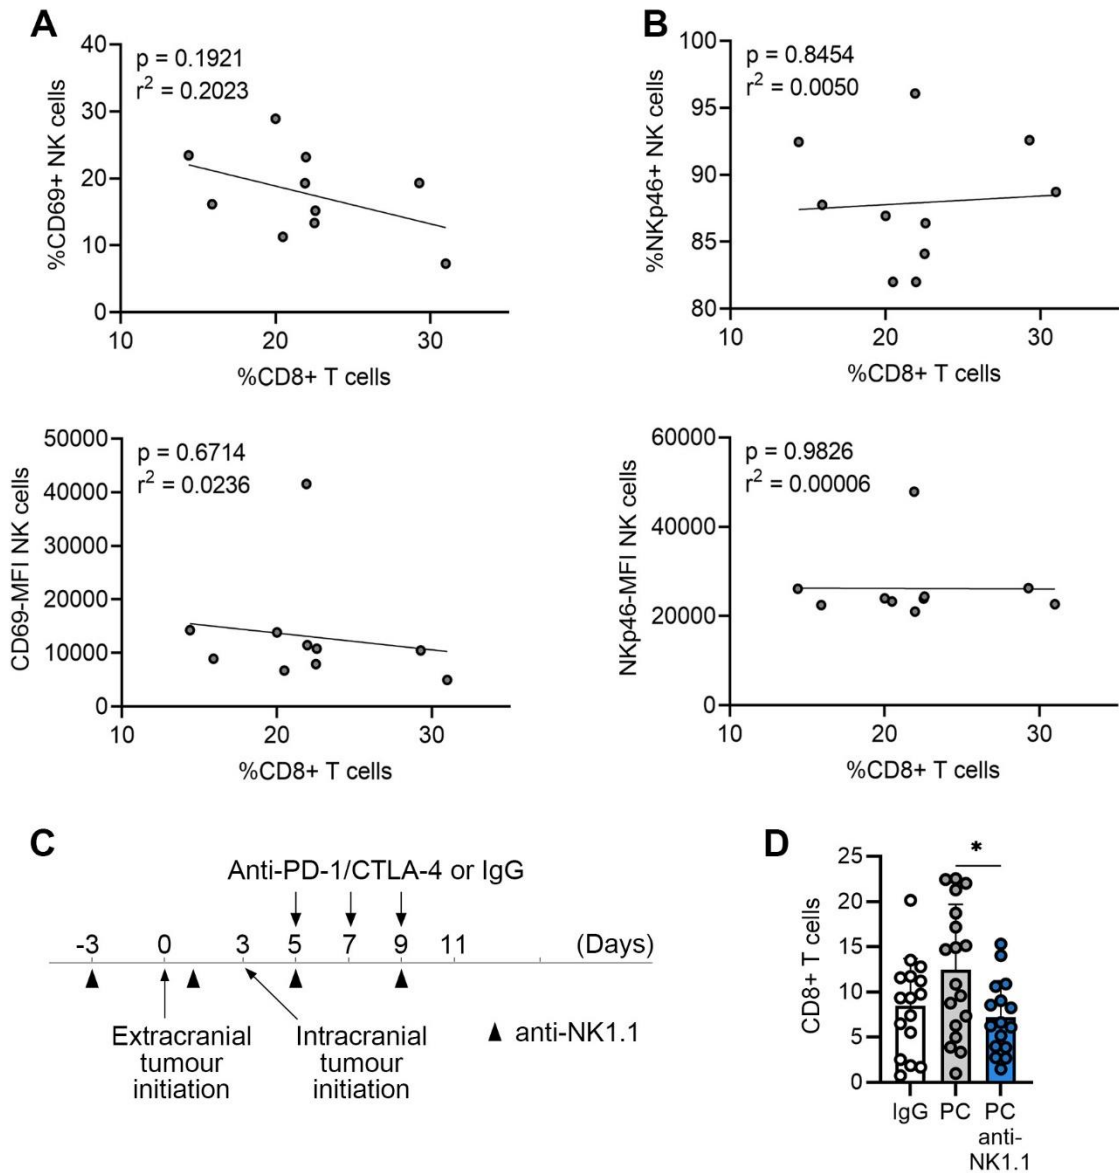 A
p = 0.1921
r2 = 0.2023
%CD69+ NK cells
40
30
20
10
0
10 20 30
%CD8+ T cells
B
p = 0.8454
r2 = 0.0050
%NKp46+ NK cells
100
95
90
85
80
10 20 30
%CD8+ T cells
p = 0.6714
r2 = 0.0236
CD69-MFI NK cells
50000
40000
30000
20000
10000
0
10 20 30
%CD8+ T cells
p = 0.9826
r2 = 0.00006
NKp46-MFI NK cells
60000
40000
20000
0
10 20 30
%CD8+ T cells
C
Anti-PD-1/CTLA-4 or IgG
-3 0 3 5 7 9 11 (Days)
Extracranial
tumour
initiation
Intracranial
tumour
initiation
▲ anti-NK1.1
D
*
CD8+ T cells
25
20
15
10
5
0
IgG PC PC
anti-
NK1.1